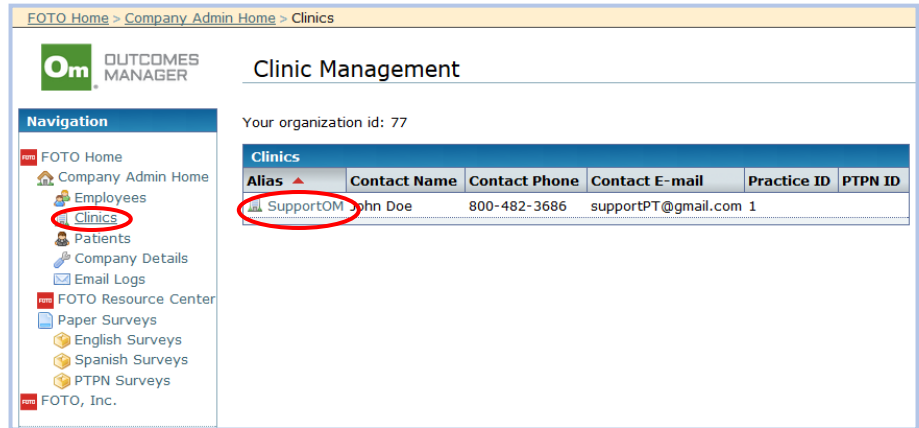 FOTO Home > Company Admin Home > Clinics
Om OUTCOMES
MANAGER
Clinic Management
Navigation
Your organization id: 77
FOTO Home
Company Admin Home
Employees
Clinics
Patients
Company Details
Email Logs
FOTO Resource Center
Paper Surveys
English Surveys
Spanish Surveys
PTPN Surveys
FOTO, Inc.
Clinics
Alias Contact Name Contact Phone Contact E-mail Practice ID PTPN ID
SupportOM John Doe 800-482-3686 supportPT@gmail.com 1